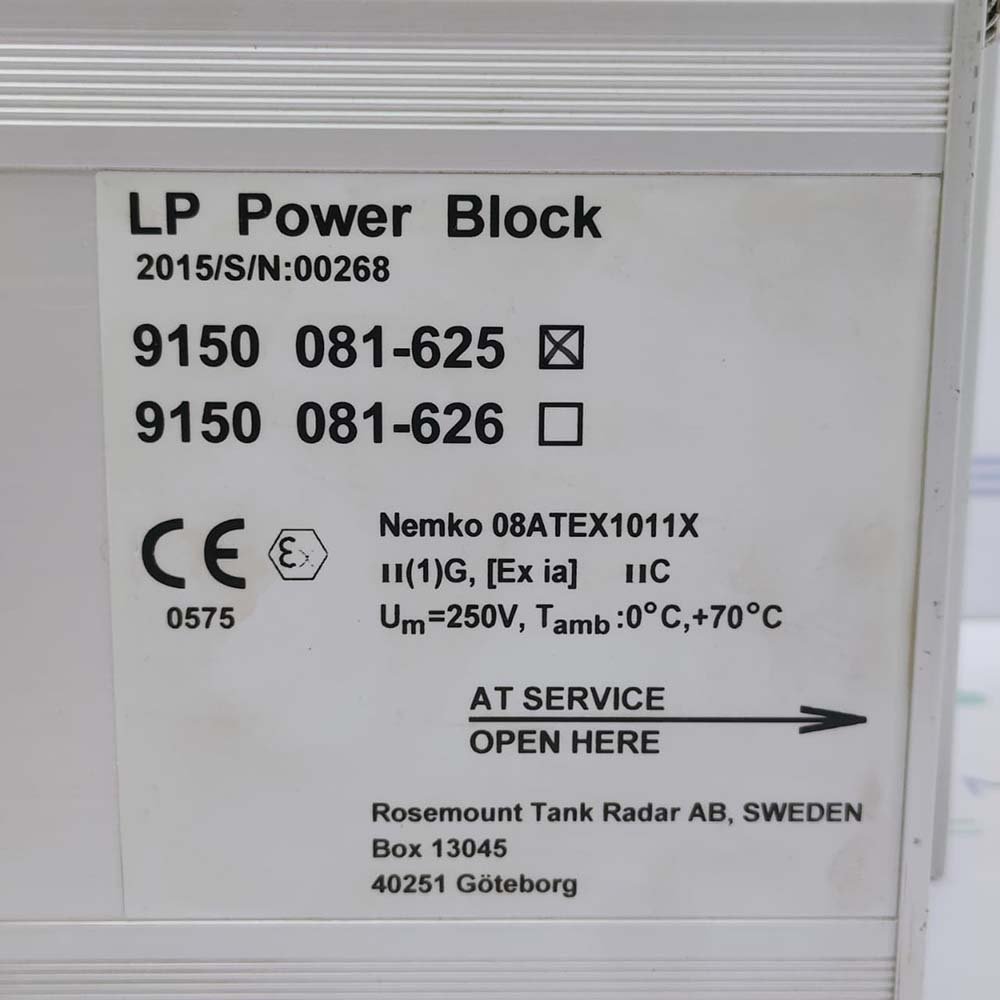 LP Power Block
2015/S/N:00268
9150 081-625 ☒
9150 081-626 ☐
CE Ex
0575
Nemko 08ATEX1011X
II(1)G, [Ex ia] IIC
Um=250V, Tamb:0°C,+70°C
AT SERVICE
OPEN HERE
Rosemount Tank Radar AB, SWEDEN
Box 13045
40251 Göteborg